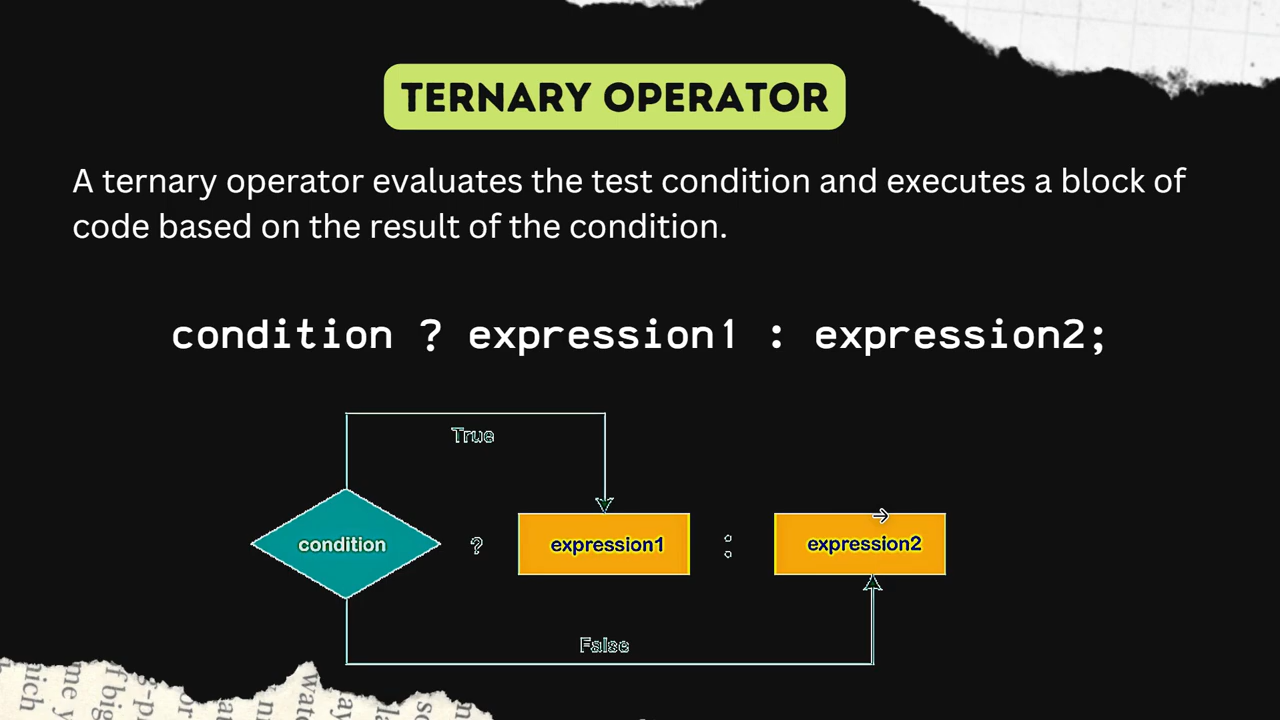 TERNARY OPERATOR
A ternary operator evaluates the test condition and executes a block of
code based on the result of the condition.
condition ? expression1 : expression2;
True
condition ? expression1 : expression2
False